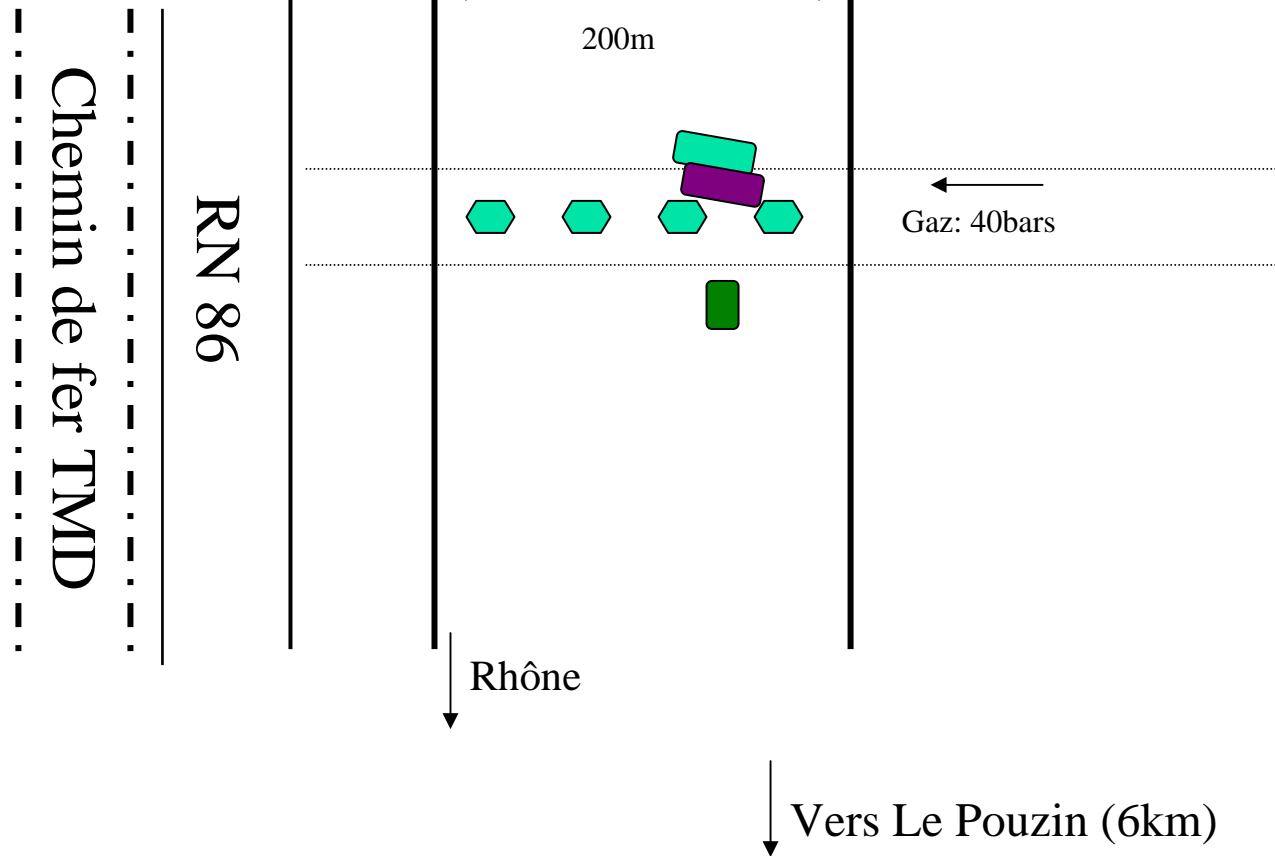 200m
Gaz: 40bars
Chemin de fer TMD
RN 86
Rhône
Vers Le Pouzin (6km)